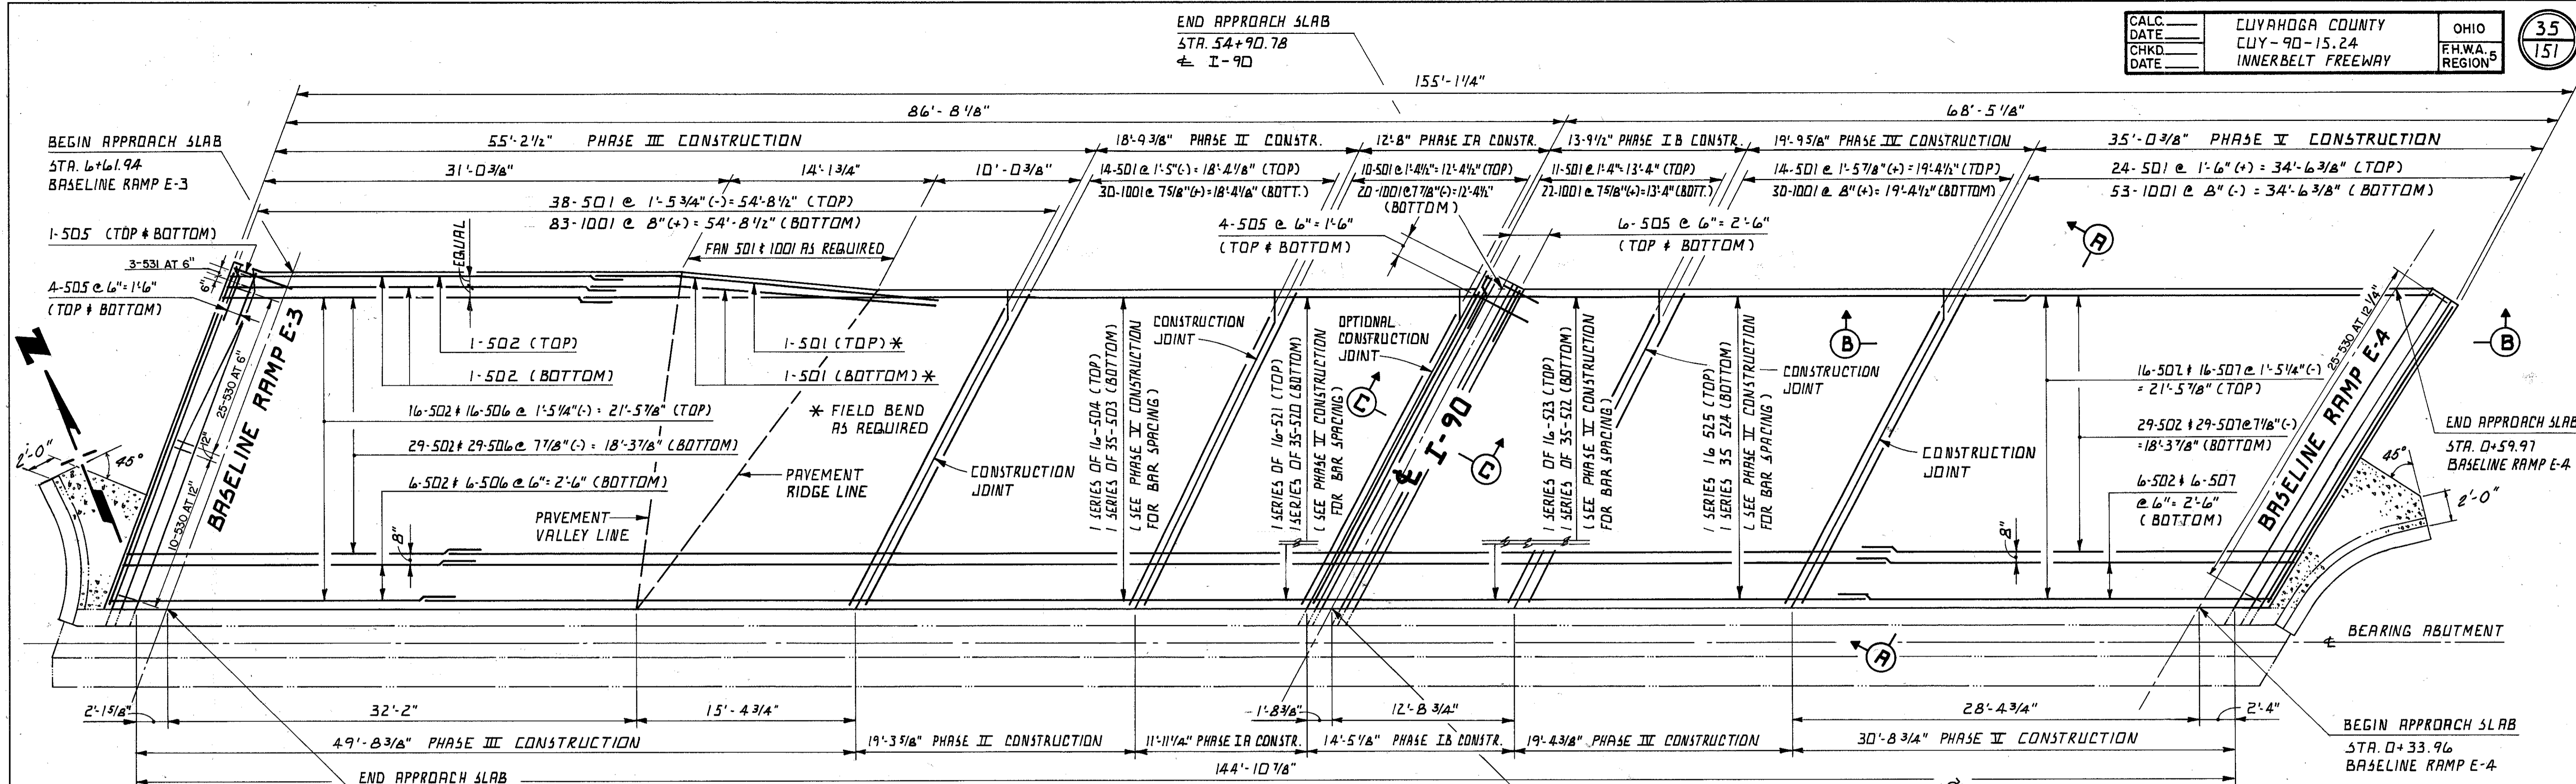 END APPROACH SLAB
STA. 54+90.78
℄ I-90
CALC.
DATE
CHKD.
DATE
CUYAHOGA COUNTY
CUY-90-15.24
INNERBELT FREEWAY
OHIO
F.H.W.A. 5
REGION
35
151
155'-1 1/4"
86'-8 1/8"
68'-5 1/8"
BEGIN APPROACH SLAB
STA. 6+61.94
BASELINE RAMP E-3
55'-2 1/2" PHASE III CONSTRUCTION
18'-9 3/8" PHASE II CONSTR.
12'-8" PHASE IA CONSTR.
13'-9 1/2" PHASE IB CONSTR.
19'-9 5/8" PHASE IV CONSTRUCTION
35'-0 3/8" PHASE V CONSTRUCTION
31'-0 3/8"
14'-1 3/4"
10'-0 3/8"
14-501 @ 1'-5"(-) = 18'-4 1/8" (TOP)
30-1001 @ 7 5/8"(+) = 18'-4 1/8" (BOTT.)
10-501 @ 1'-4 1/2" = 12'-4 1/2" (TOP)
20-1001 @ 7 7/8"(-) = 12'-4 1/2"
(BOTTOM)
11-501 @ 1'-4" = 13'-4" (TOP)
22-1001 @ 7 5/8"(+) = 13'-4" (BOTT.)
14-501 @ 1'-5 7/8"(+) = 19'-4 1/2" (TOP)
30-1001 @ 8"(+) = 19'-4 1/2" (BOTTOM)
24-501 @ 1'-6"(+) = 34'-6 3/8" (TOP)
53-1001 @ 8"(-) = 34'-6 3/8" (BOTTOM)
38-501 @ 1'-5 3/4"(-) = 54'-8 1/2" (TOP)
83-1001 @ 8"(+) = 54'-8 1/2" (BOTTOM)
1-505 (TOP & BOTTOM)
EQUAL
FAN 501 & 1001 AS REQUIRED
4-505 @ 6" = 1'-6"
(TOP & BOTTOM)
6-505 @ 6" = 2'-6"
(TOP & BOTTOM)
A
3-531 AT 6"
6"
4-505 @ 6" = 1'-6"
(TOP & BOTTOM)
N
1-502 (TOP)
1-501 (TOP) *
1-502 (BOTTOM)
1-501 (BOTTOM) *
16-502 & 16-506 @ 1'-5 1/4"(-) = 21'-5 7/8" (TOP)
* FIELD BEND
AS REQUIRED
29-502 & 29-506 @ 7 7/8"(-) = 18'-3 7/8" (BOTTOM)
6-502 & 6-506 @ 6" = 2'-6" (BOTTOM)
PAVEMENT
RIDGE LINE
PAVEMENT
VALLEY LINE
8"
CONSTRUCTION
JOINT
25-530 AT 6"
12"
10-530 AT 12"
BASELINE RAMP E-3
2'-0"
45°
1 SERIES OF 16-504 (TOP)
1 SERIES OF 35-503 (BOTTOM)
(SEE PHASE V CONSTRUCTION
FOR BAR SPACING)
CONSTRUCTION
JOINT
1 SERIES OF 16-521 (TOP)
1 SERIES OF 35-520 (BOTTOM)
(SEE PHASE V CONSTRUCTION
FOR BAR SPACING)
OPTIONAL
CONSTRUCTION
JOINT
C
℄ I-90
C
1 SERIES OF 16-523 (TOP)
1 SERIES OF 35-522 (BOTTOM)
(SEE PHASE V CONSTRUCTION
FOR BAR SPACING)
CONSTRUCTION
JOINT
1 SERIES 16 525 (TOP)
1 SERIES 35 524 (BOTTOM)
(SEE PHASE V CONSTRUCTION
FOR BAR SPACING)
B
B
CONSTRUCTION
JOINT
16-502 & 16-507 @ 1'-5 1/4"(-)
= 21'-5 7/8" (TOP)
29-502 & 29-507 @ 7 7/8"(-)
= 18'-3 7/8" (BOTTOM)
6-502 & 6-507
@ 6" = 2'-6"
(BOTTOM)
8"
25-530 AT 12 1/4"
BASELINE RAMP E-4
END APPROACH SLAB
STA. 0+59.97
BASELINE RAMP E-4
45°
2'-0"
℄ BEARING ABUTMENT
A
2'-1 5/8"
32'-2"
15'-4 3/4"
1'-8 3/8"
12'-8 3/4"
28'-4 3/4"
2'-4"
49'-8 3/8" PHASE III CONSTRUCTION
19'-3 5/8" PHASE II CONSTRUCTION
11'-11 1/4" PHASE IA CONSTR.
14'-5 1/8" PHASE IB CONSTR.
19'-4 3/8" PHASE IV CONSTRUCTION
30'-8 3/4" PHASE V CONSTRUCTION
BEGIN APPROACH SLAB
STA. 0+33.96
BASELINE RAMP E-4
END APPROACH SLAB
144'-10 7/8"